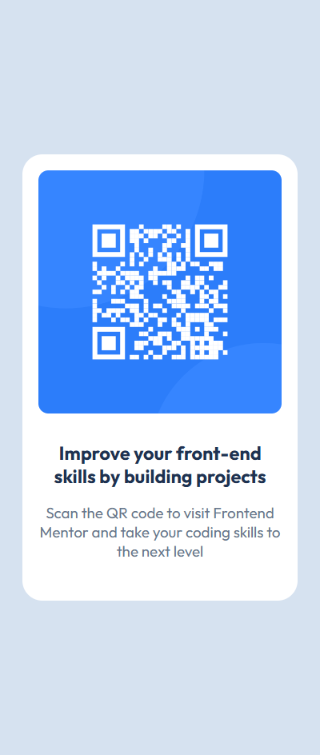 Improve your front-end
skills by building projects
Scan the QR code to visit Frontend
Mentor and take your coding skills to
the next level